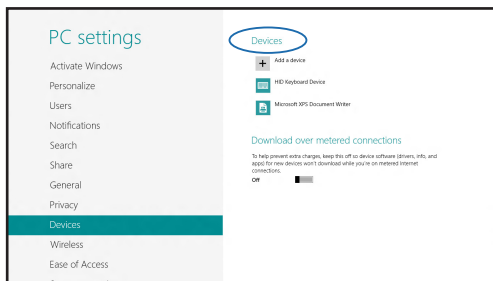 PC settings
Activate Windows
Personalize
Users
Notifications
Search
Share
General
Privacy
Devices
Wireless
Ease of Access
Devices
Add a device
HID Keyboard Device
Microsoft XPS Document Writer
Download over metered connections
To help prevent extra charges, keep this off so device software (drivers, info, and
apps) for new devices won't download while you're on metered Internet
connections.
Off